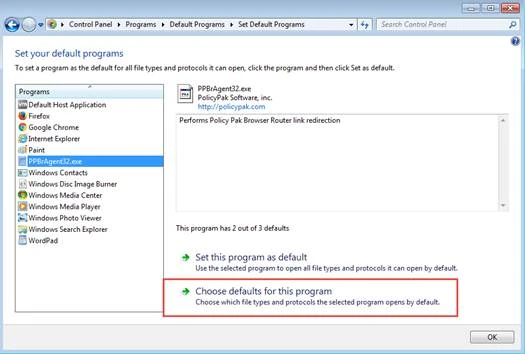 Control Panel ▸ Programs ▸ Default Programs ▸ Set Default Programs
Search Control Panel
Set your default programs
To set a program as the default for all file types and protocols it can open, click the program and then click Set as default.
Programs
Default Host Application
Firefox
Google Chrome
Internet Explorer
Paint
PPBrAgent32.exe
Windows Contacts
Windows Disc Image Burner
Windows Media Center
Windows Media Player
Windows Photo Viewer
Windows Search Explorer
WordPad
PPBrAgent32.exe
PolicyPak Software, inc.
http://policypak.com
Performs Policy Pak Browser Router link redirection
This program has 2 out of 3 defaults
Set this program as default
Use the selected program to open all file types and protocols it can open by default.
Choose defaults for this program
Choose which file types and protocols the selected program opens by default.
OK